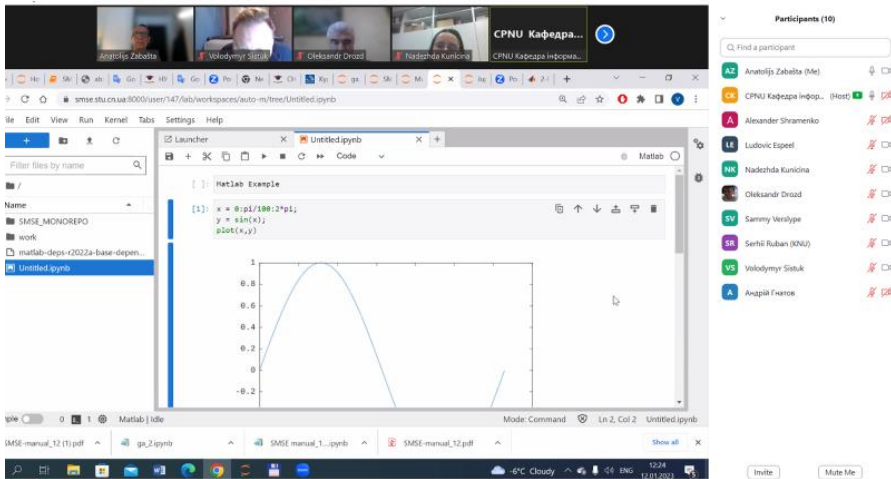 Anatolijs Zabašta
Volodymyr Sistuk
Oleksandr Drozd
Nadezhda Kunicina
CPNU Кафедра...
CPNU Кафедра інформа...
smse.stu.cn.ua:8000/user/147/lab/workspaces/auto-m/tree/Untitled.ipynb
Edit View Run Kernel Tabs Settings Help
Filter files by name
/
Name
SMSE_MONOREPO
work
matlab-deps-r2022a-base-depen...
Untitled.ipynb
Launcher
Untitled.ipynb
Code
Matlab
[ ]: Matlab Example
[1]: x = 0:pi/100:2*pi;
y = sin(x);
plot(x,y)
1
0.8
0.6
0.4
0.2
0
-0.2
0
1
Matlab | Idle
Mode: Command
Ln 2, Col 2
Untitled.ipynb
SMSE-manual_12 (1).pdf
ga_2.ipynb
SMSE manual_1....ipynb
SMSE-manual_12.pdf
Show all
-6°C Cloudy
ENG
12:24
12.01.2023
Participants (10)
Find a participant
AZ Anatolijs Zabašta (Me)
CK CPNU Кафедра інфор... (Host)
A Alexander Shramenko
LE Ludovic Espeel
NK Nadezhda Kunicina
Oleksandr Drozd
SV Sammy Verslype
SR Serhii Ruban (KNU)
VS Volodymyr Sistuk
А Андрій Гнатов
Invite
Mute Me